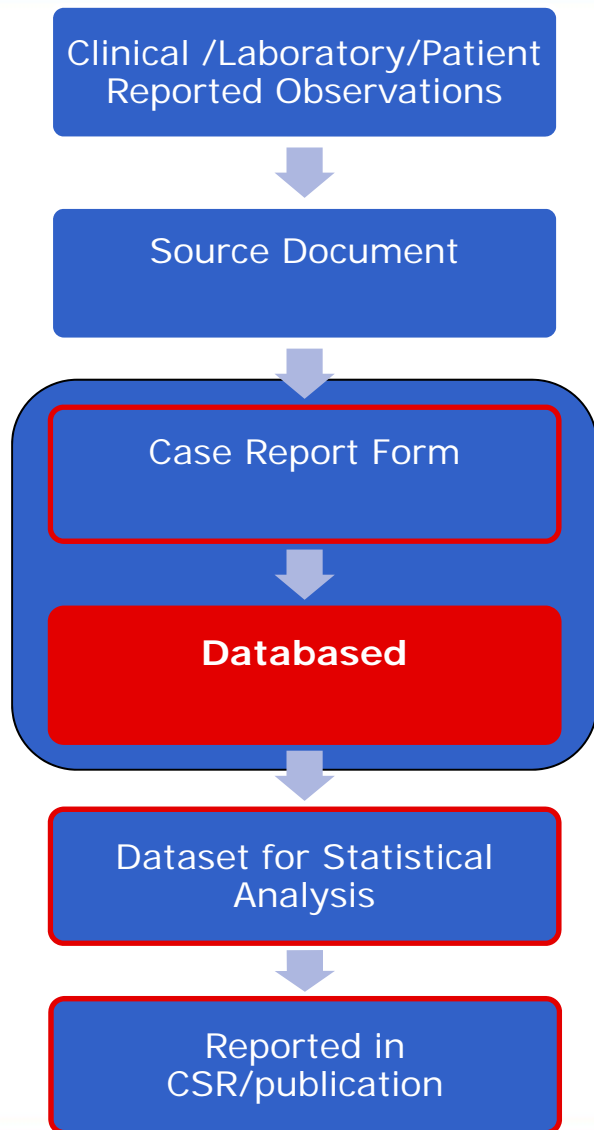 Clinical /Laboratory/Patient
Reported Observations
Source Document
Case Report Form
Databased
Dataset for Statistical
Analysis
Reported in
CSR/publication